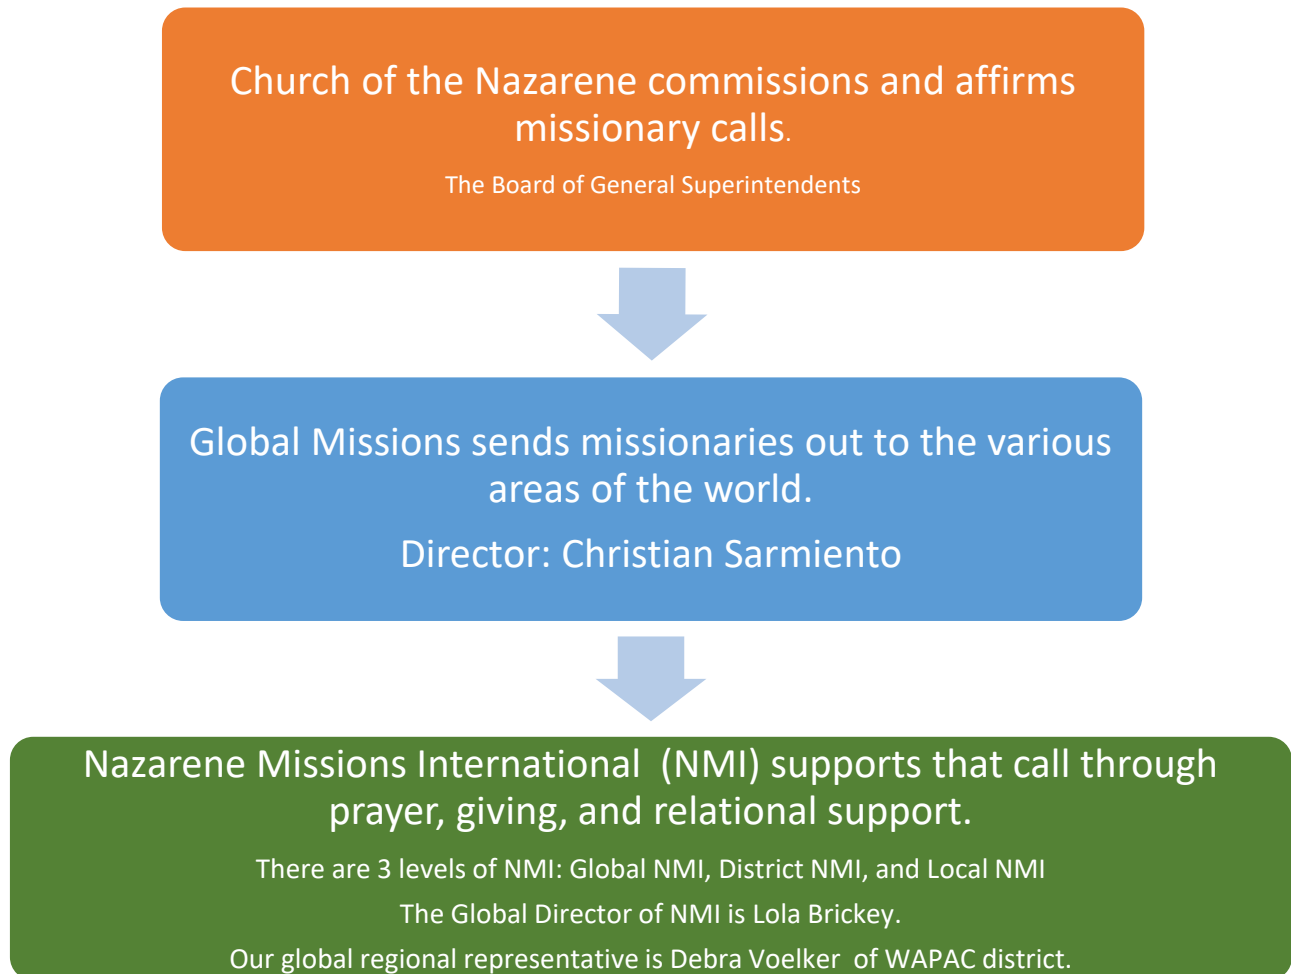 Church of the Nazarene commissions and affirms
missionary calls.
The Board of General Superintendents
Global Missions sends missionaries out to the various
areas of the world.
Director: Christian Sarmiento
Nazarene Missions International  (NMI) supports that call through
prayer, giving, and relational support.
There are 3 levels of NMI: Global NMI, District NMI, and Local NMI
The Global Director of NMI is Lola Brickey.
Our global regional representative is Debra Voelker  of WAPAC district.